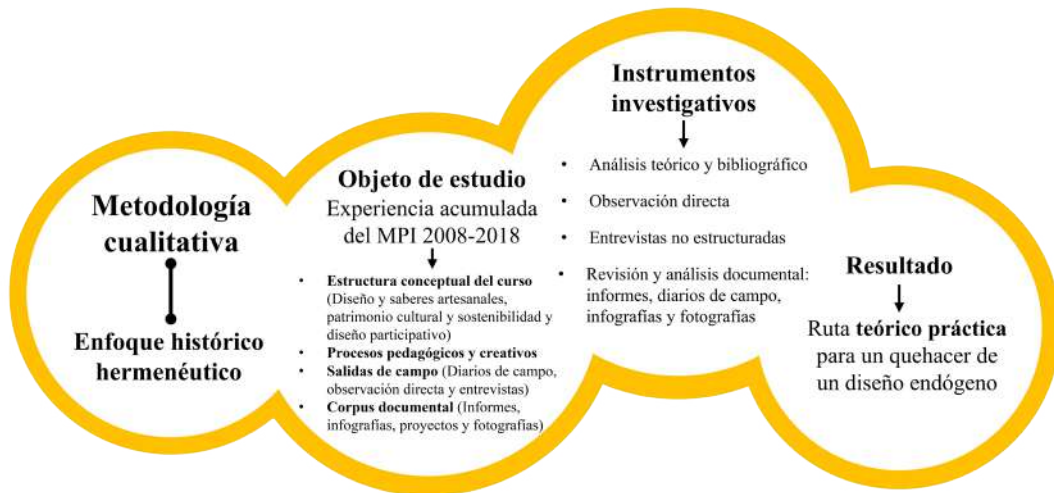 Metodología
cualitativa
Enfoque histórico
hermenéutico
Objeto de estudio
Experiencia acumulada
del MPI 2008-2018
• Estructura conceptual del curso
(Diseño y saberes artesanales,
patrimonio cultural y sostenibilidad y
diseño participativo)
• Procesos pedagógicos y creativos
• Salidas de campo (Diarios de campo,
observación directa y entrevistas)
• Corpus documental (Informes,
infografías, proyectos y fotografías)
Instrumentos
investigativos
• Análisis teórico y bibliográfico
• Observación directa
• Entrevistas no estructuradas
• Revisión y análisis documental:
informes, diarios de campo,
infografías y fotografías
Resultado
Ruta teórico práctica
para un quehacer de
un diseño endógeno